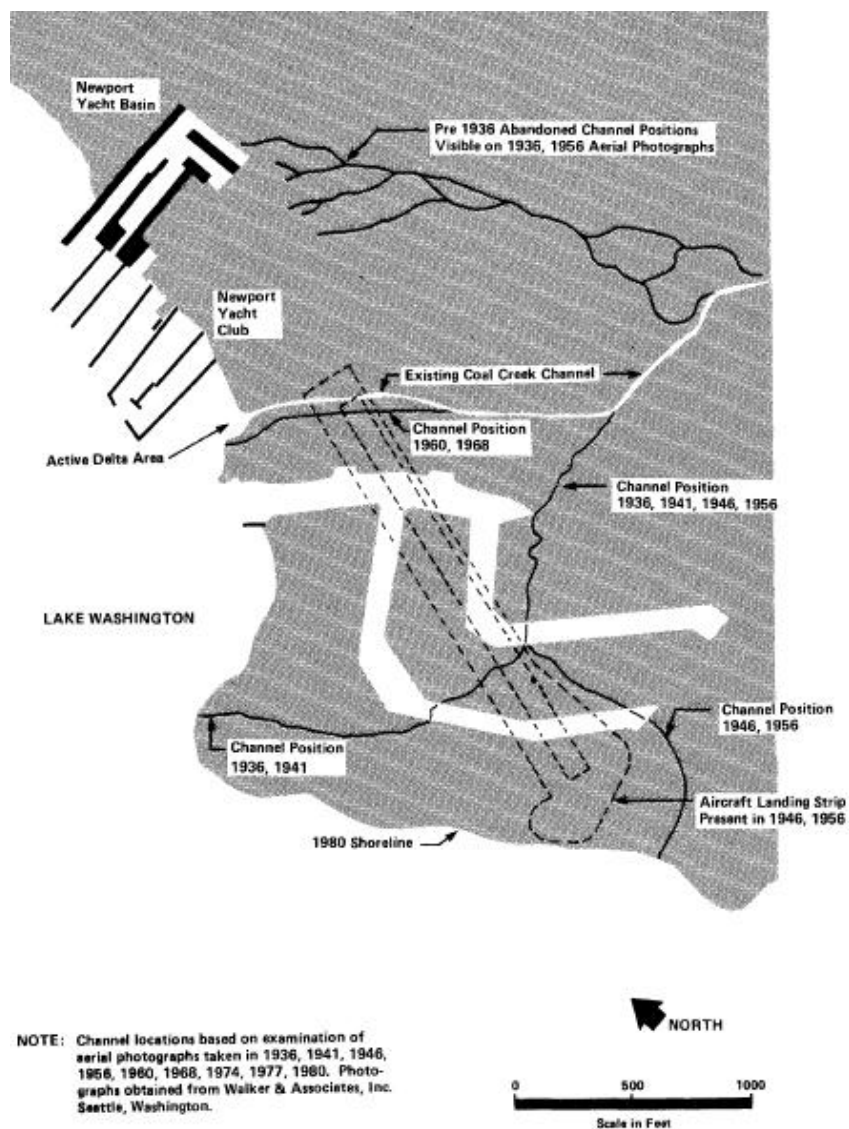 Newport
Yacht Basin
Pre 1936 Abandoned Channel Positions
Visible on 1936, 1956 Aerial Photographs
Newport
Yacht
Club
Existing Coal Creek Channel
Channel Position
1960, 1968
Active Delta Area
Channel Position
1936, 1941, 1946, 1956
LAKE WASHINGTON
Channel Position
1946, 1956
Channel Position
1936, 1941
Aircraft Landing Strip
Present in 1946, 1956
1980 Shoreline
NORTH
NOTE: Channel locations based on examination of
aerial photographs taken in 1936, 1941, 1946,
1956, 1960, 1968, 1974, 1977, 1980. Photo-
graphs obtained from Walker & Associates, Inc.
Seattle, Washington.
0 500 1000
Scale in Feet